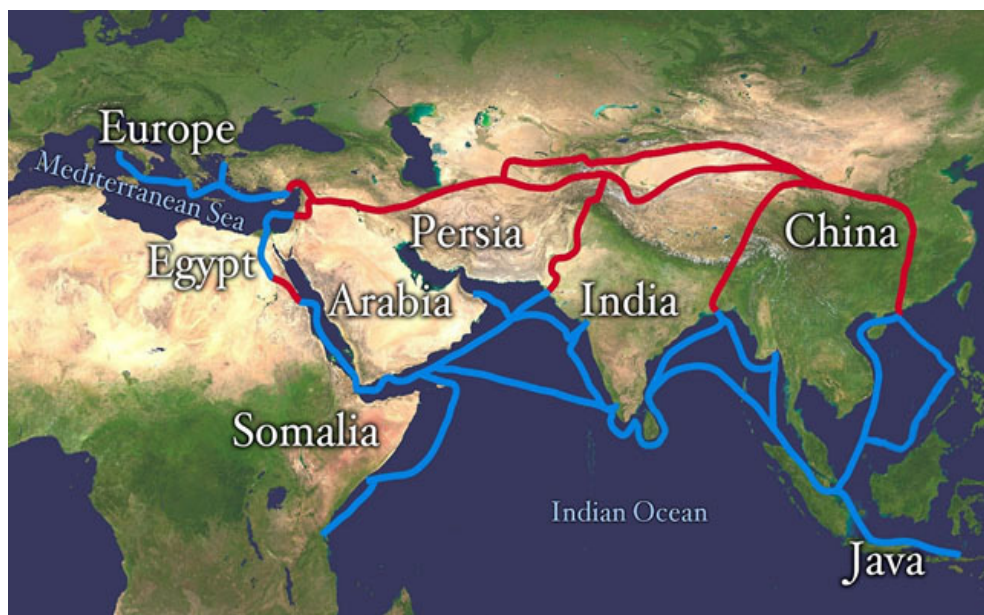 Europe
Mediterranean Sea
Egypt
Arabia
Persia
India
China
Somalia
Indian Ocean
Java